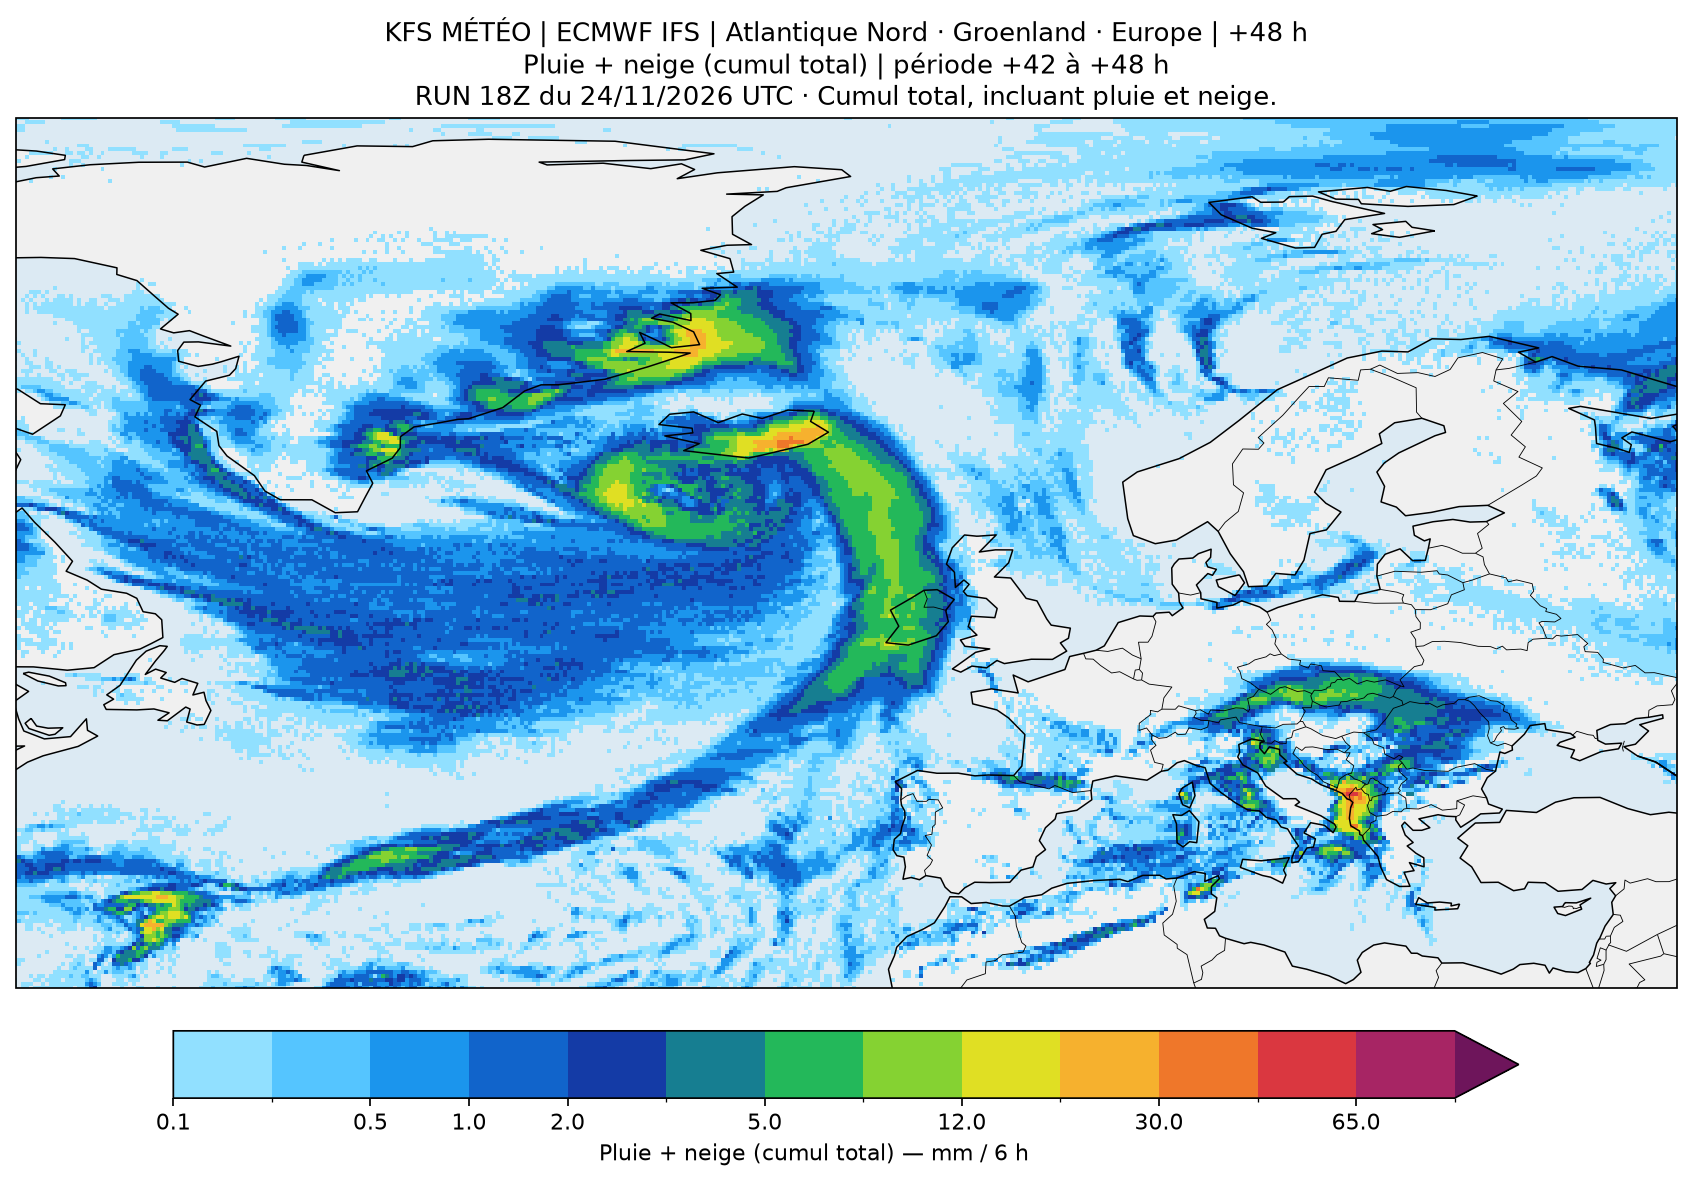 KFS MÉTÉO | ECMWF IFS | Atlantique Nord · Groenland · Europe | +48 h
Pluie + neige (cumul total) | période +42 à +48 h
RUN 18Z du 24/11/2026 UTC · Cumul total, incluant pluie et neige.
0.1 0.5 1.0 2.0 5.0 12.0 30.0 65.0
Pluie + neige (cumul total) — mm / 6 h